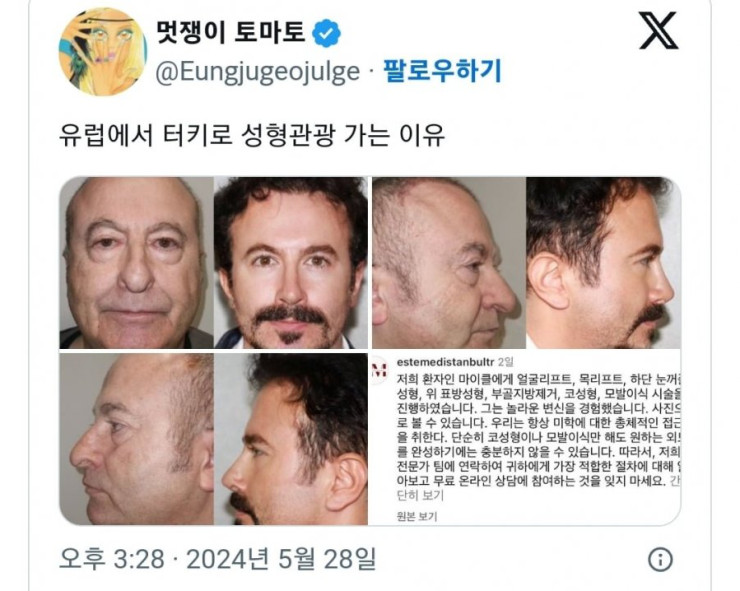 멋쟁이 토마토
@Eungjugeojulge · 팔로우하기
유럽에서 터키로 성형관광 가는 이유
estemedistanbultr 2일
저희 환자인 마이클에게 얼굴리프트, 목리프트, 하단 눈꺼풀
성형, 위 표방성형, 부골지방제거, 코성형, 모발이식 시술을
진행하였습니다. 그는 놀라운 변신을 경험했습니다. 사진으
로 볼 수 있습니다. 우리는 항상 미학에 대한 총체적인 접근
을 취한다. 단순히 코성형이나 모발이식만 해도 원하는 외
를 완성하기에는 충분하지 않을 수 있습니다. 따라서, 저희
전문가 팀에 연락하여 귀하에게 가장 적합한 절차에 대해
아보고 무료 온라인 상담에 참여하는 것을 잊지 마세요. 간
단히 보기
원본 보기
오후 3:28 · 2024년 5월 28일